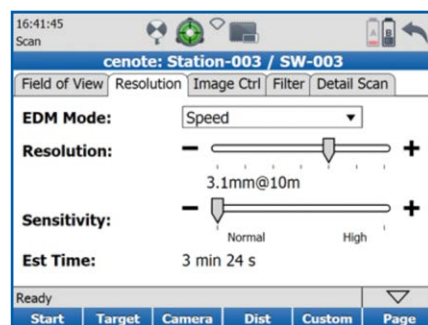 16:41:45
Scan
A B
cenote: Station-003 / SW-003
Field of View Resolution Image Ctrl Filter Detail Scan
EDM Mode: Speed
Resolution: − +
3.1mm@10m
Sensitivity: − +
Normal High
Est Time: 3 min 24 s
Ready
Start Target Camera Dist Custom Page